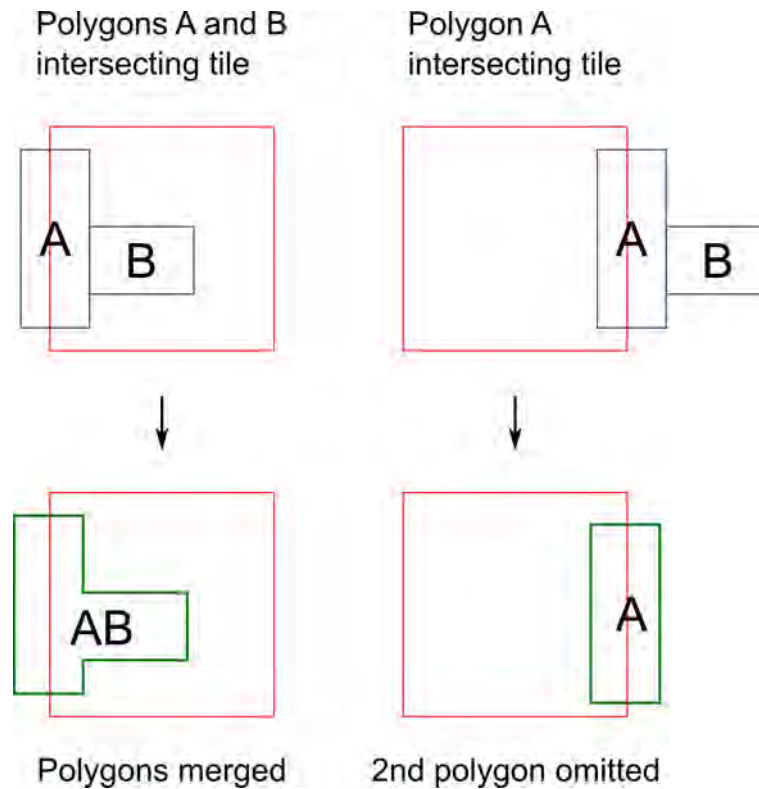 Polygons A and B
intersecting tile
Polygon A
intersecting tile
A
B
A
B
AB
A
Polygons merged
2nd polygon omitted